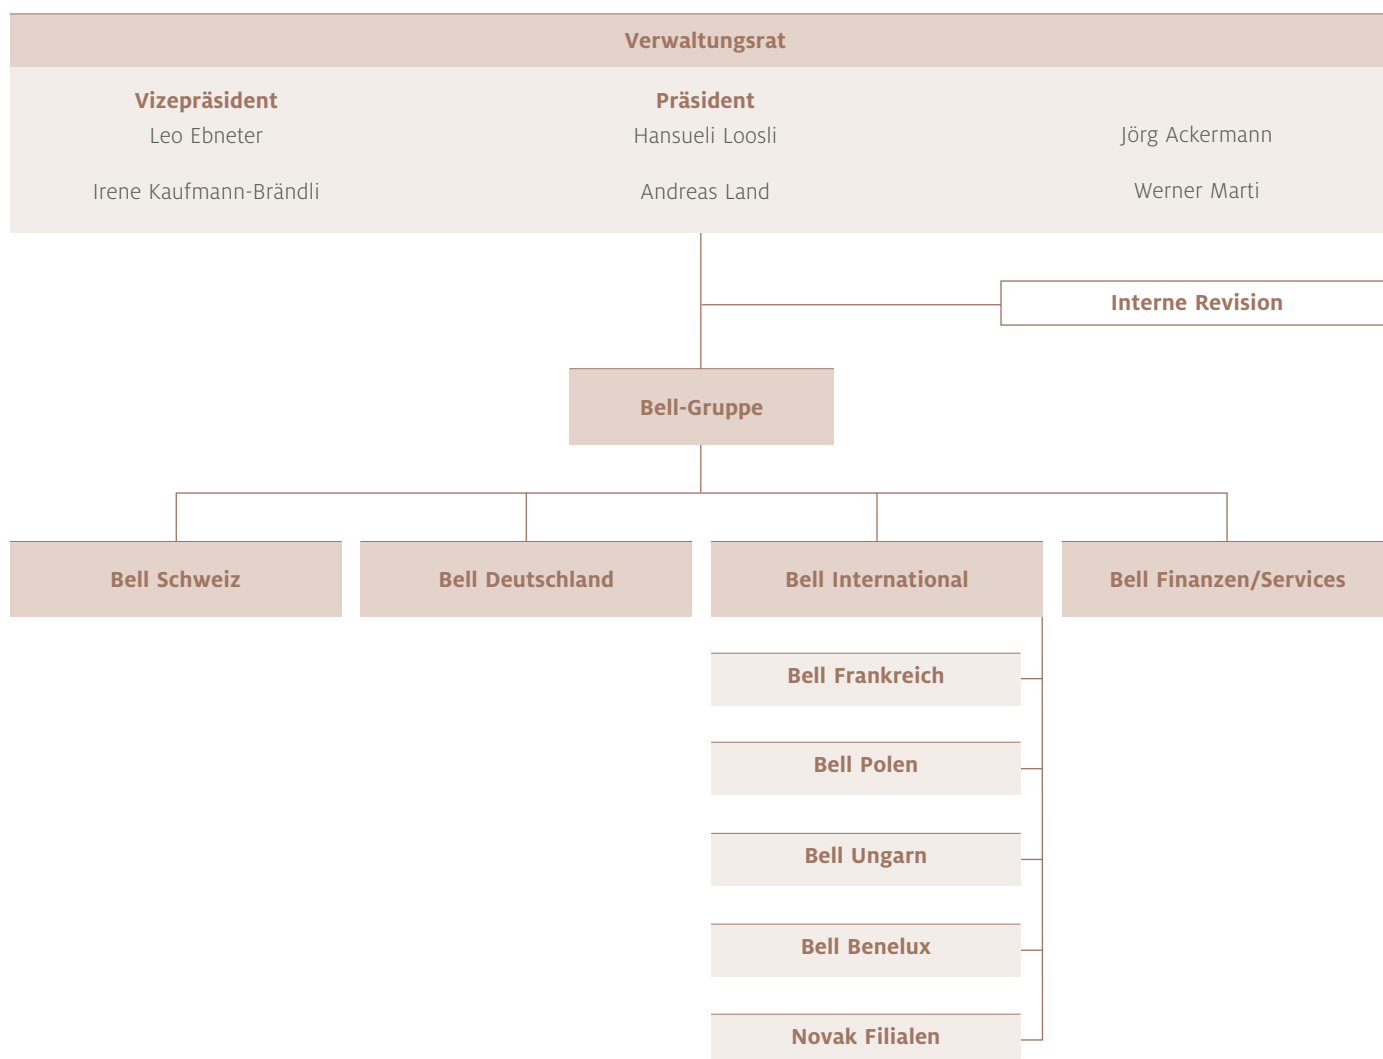 Verwaltungsrat
Vizepräsident
Präsident
Leo Ebneter
Hansueli Loosli
Jörg Ackermann
Irene Kaufmann-Brändli
Andreas Land
Werner Marti
Interne Revision
Bell-Gruppe
Bell Schweiz
Bell Deutschland
Bell International
Bell Finanzen/Services
Bell Frankreich
Bell Polen
Bell Ungarn
Bell Benelux
Novak Filialen